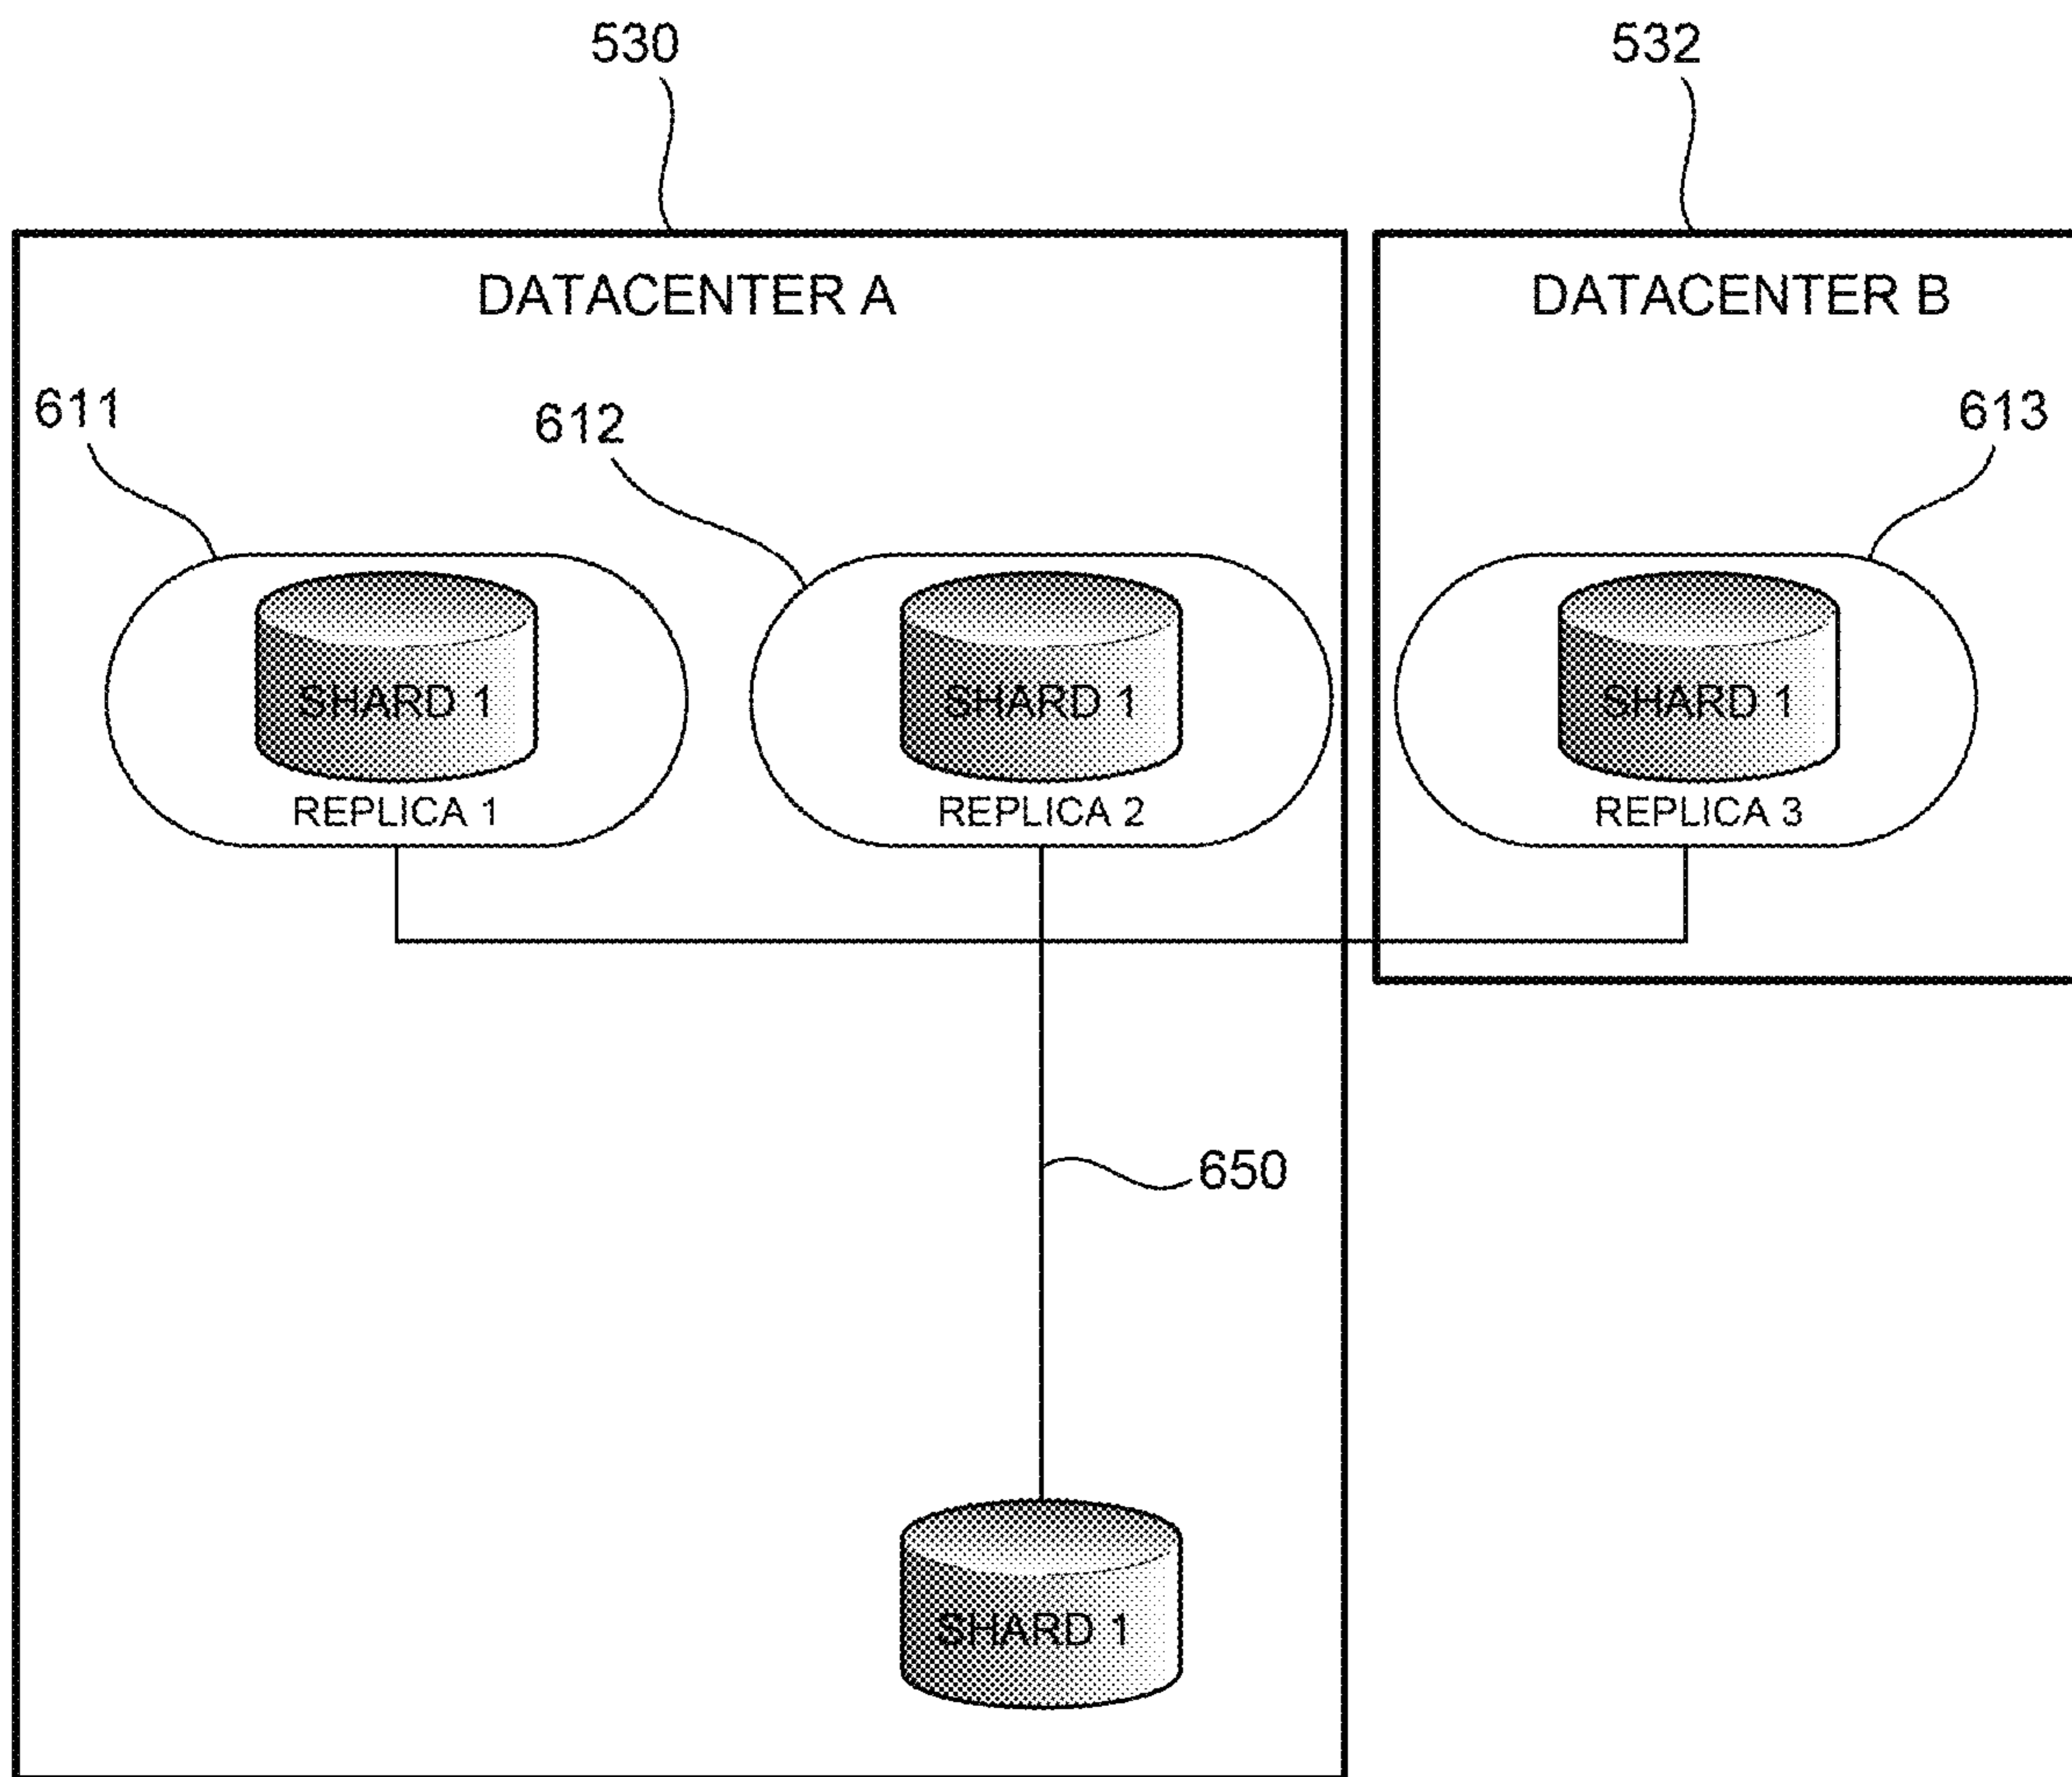 530
532
DATACENTER A
DATACENTER B
611
612
613
SHARD 1
SHARD 1
SHARD 1
REPLICA 1
REPLICA 2
REPLICA 3
650
SHARD 1